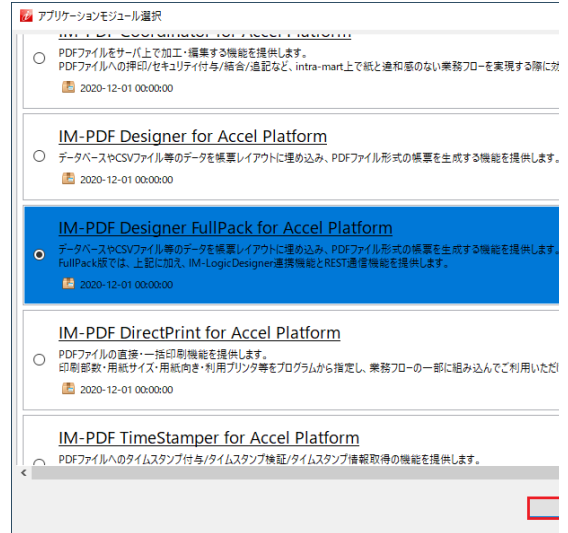 アプリケーションモジュール選択
IM-PDF Coordinator for Accel Platform
PDFファイルをサーバ上で加工・編集する機能を提供します。
PDFファイルへの押印/セキュリティ付与/結合/追記など、intra-mart上で紙と違和感のない業務フローを実現する際に
2020-12-01 00:00:00
IM-PDF Designer for Accel Platform
データベースやCSVファイル等のデータを帳票レイアウトに埋め込み、PDFファイル形式の帳票を生成する機能を提供します。
2020-12-01 00:00:00
IM-PDF Designer FullPack for Accel Platform
データベースやCSVファイル等のデータを帳票レイアウトに埋め込み、PDFファイル形式の帳票を生成する機能を提供します。
FullPack版では、上記に加え、IM-LogicDesigner連携機能とREST通信機能を提供します。
2020-12-01 00:00:00
IM-PDF DirectPrint for Accel Platform
PDFファイルの直接・一括印刷機能を提供します。
印刷部数・用紙サイズ・用紙向き・利用プリンタ等をプログラムから指定し、業務フローの一部に組み込んでご利用いただ
2020-12-01 00:00:00
IM-PDF TimeStamper for Accel Platform
PDFファイルへのタイムスタンプ付与/タイムスタンプ検証/タイムスタンプ情報取得の機能を提供します。